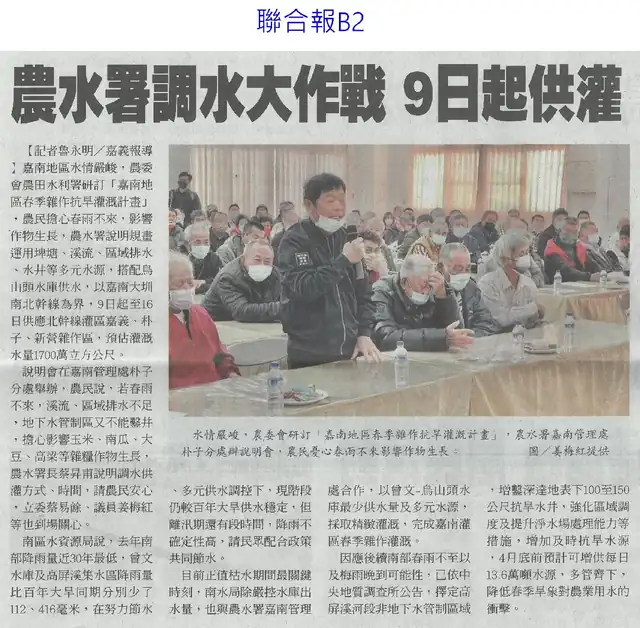 聯合報B2
農水署調水大作戰 9日起供灌
【記者魯永明／嘉義報導
】嘉南地區水情嚴峻，農委
會農田水利署研訂「嘉南地
區春季雜作抗旱灌溉計畫」
，農民擔心春雨不來，影響
作物生長，農水署說明規畫
運用埤塘、溪流、區域排水
、水井等多元水源，搭配烏
山頭水庫供水，以嘉南大圳
南北幹線為界，9日起至16
日供應北幹線灌區嘉義、朴
子、新營雜作區，預估灌溉
水量1700萬立方公尺。
說明會在嘉南管理處朴子
分處舉辦，農民說，若春雨
不來，溪流、區域排水不足
，地下水管制區又不能鑿井
，擔心影響玉米、南瓜、大
豆、高粱等雜糧作物生長，
農水署長蔡昇甫說明調水供
灌方式、時間，請農民安心
，立委蔡易餘、議員姜梅紅
等也到場關心。
南區水資源局說，去年南
部降雨量近30年最低，曾文
水庫及高屏溪集水區降雨量
比百年大旱同期分別少了
112、416毫米，在努力節水
水情嚴峻，農委會研訂「嘉南地區春季雜作抗旱灌溉計畫」，農水署嘉南管理處
朴子分處辦說明會，農民憂心春雨不來影響作物生長。 圖／姜梅紅提供
、多元供水調控下，現階段
仍較百年大旱供水穩定，但
離汛期還有段時間，降雨不
確定性高，請民眾配合政策
共同節水。
目前正值枯水期間最關鍵
時刻，南水局除嚴控水庫出
水量，也與農水署嘉南管理
處合作，以曾文-烏山頭水
庫最少供水量及多元水源，
採取精緻灌溉，完成嘉南灌
區春季雜作灌溉。
因應後續南部春雨不至以
及梅雨晚到可能性，已依中
央地質調查所公告，擇定高
屏溪河段非地下水管制區域
，增鑿深達地表下100至150
公尺抗旱水井，強化區域調
度及提升淨水場處理能力等
措施，增加及時抗旱水源
，4月底前預計可增供每日
13.6萬噸水源，多管齊下，
降低春季旱象對農業用水的
衝擊。